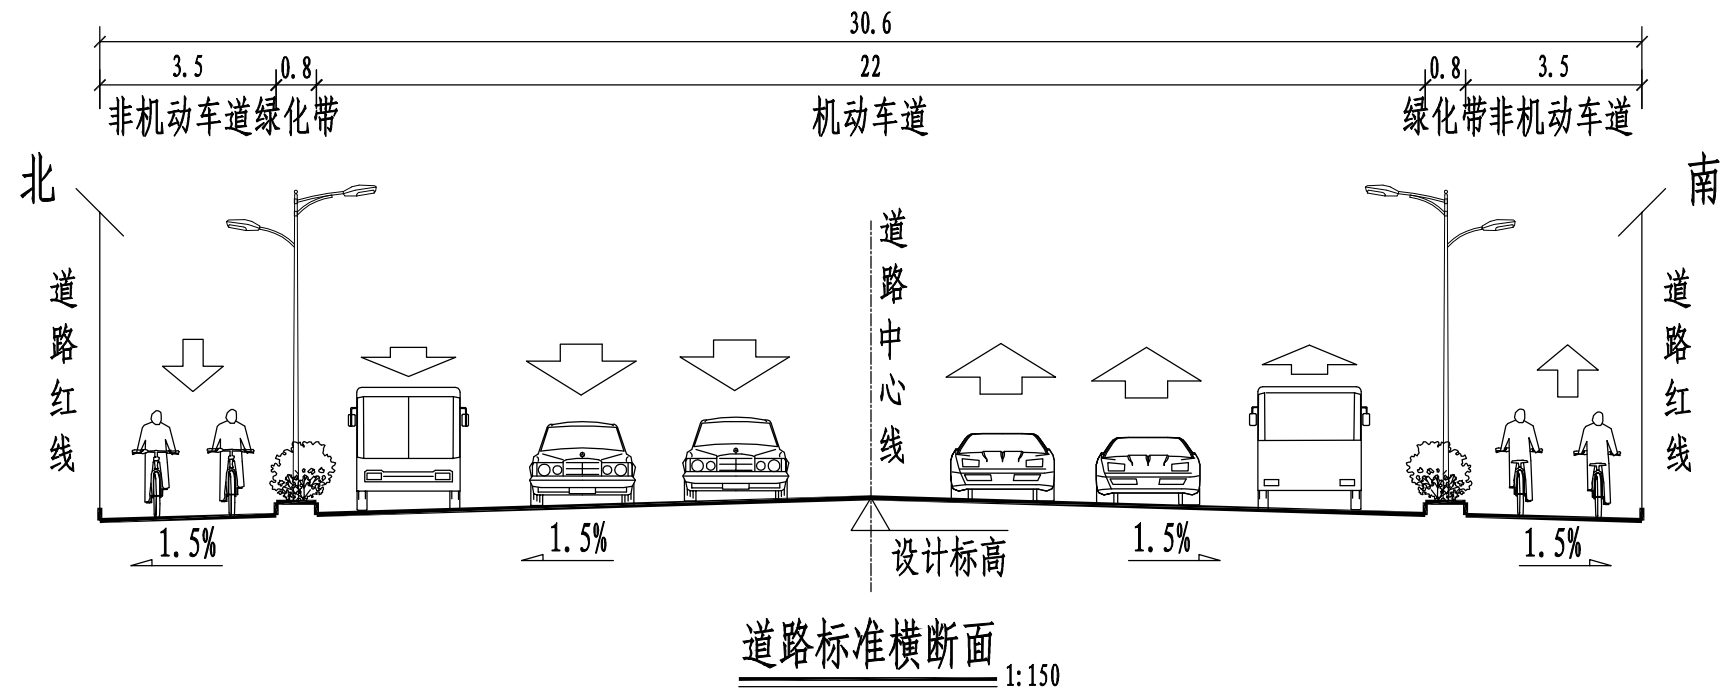 30.6
3.5 0.8 22 0.8 3.5
非机动车道 绿化带 机动车道 绿化带 非机动车道
北 南
道路红线 道路中心线 道路红线
1.5% 1.5% 1.5% 1.5%
设计标高
道路标准横断面 1:150